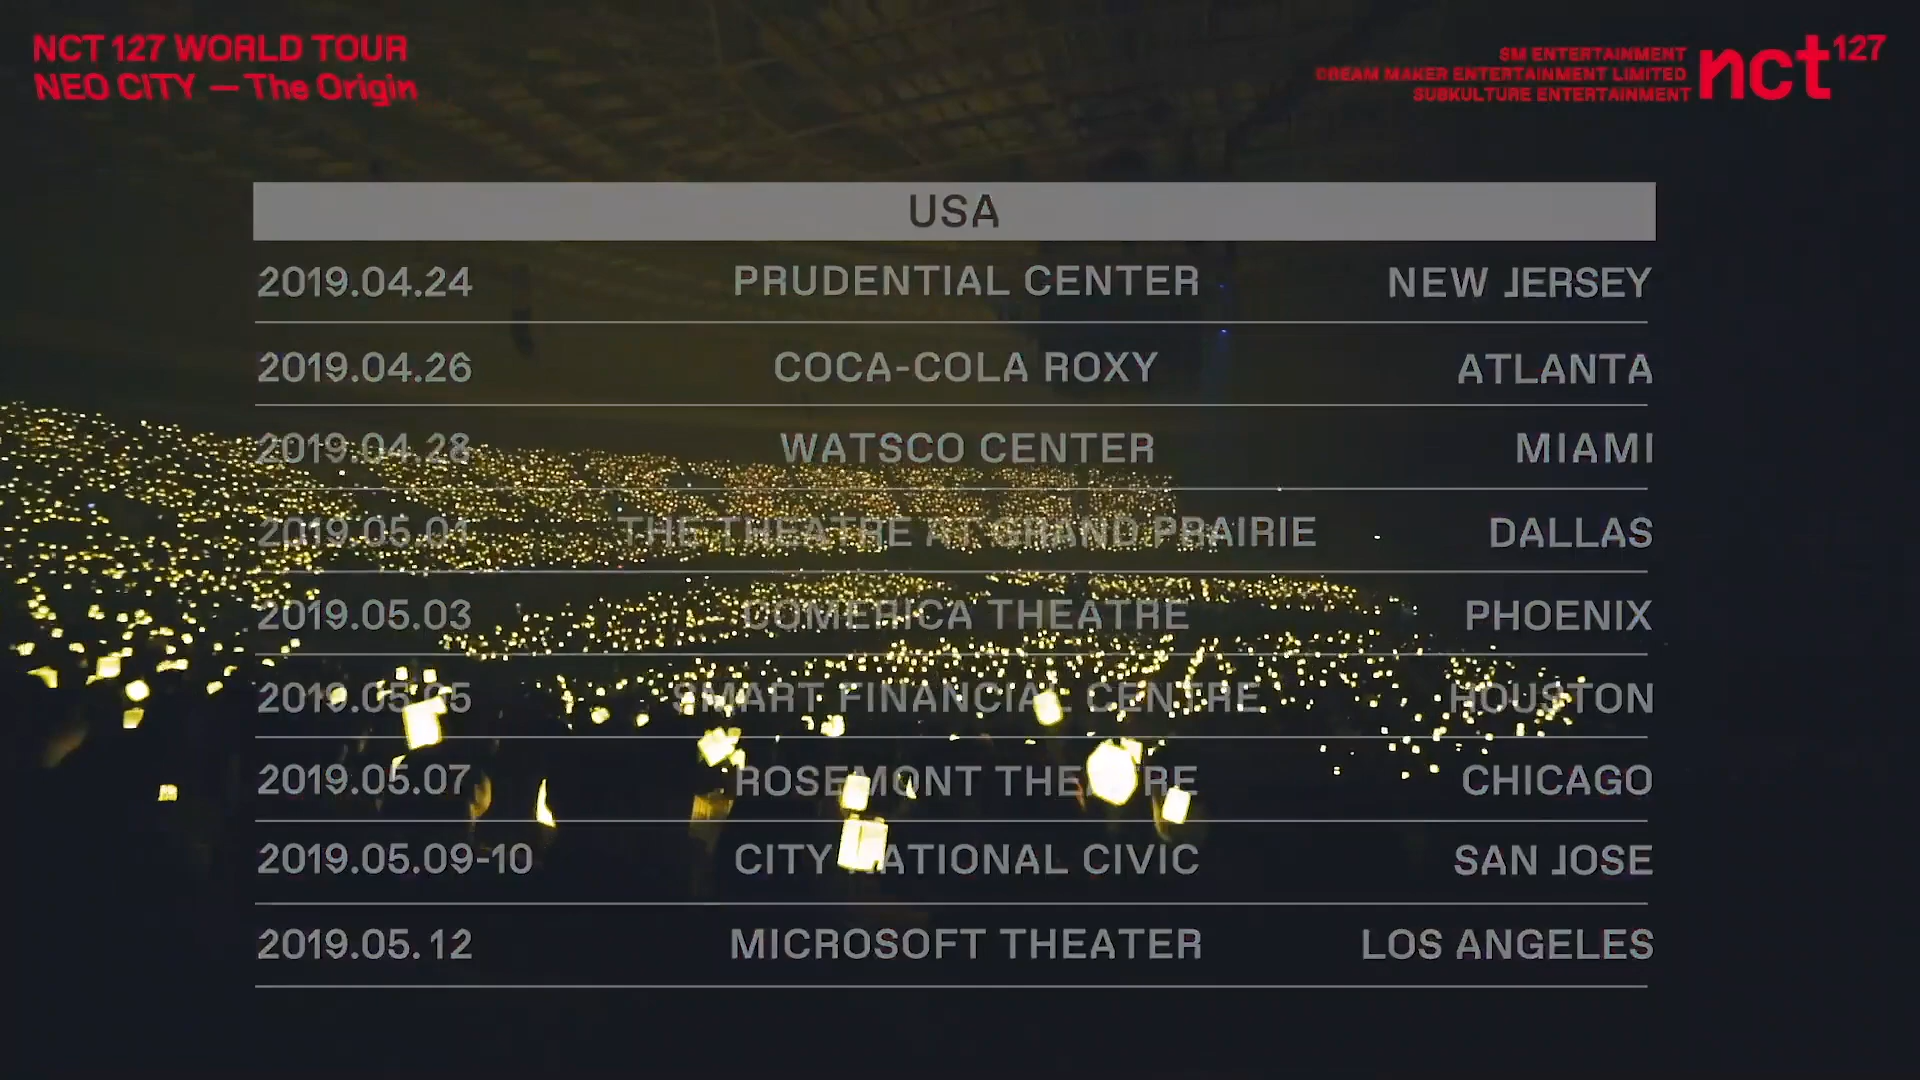 NCT 127 WORLD TOUR
NEO CITY — The Origin
SM ENTERTAINMENT
DREAM MAKER ENTERTAINMENT LIMITED
SUBKULTURE ENTERTAINMENT
nct 127
USA
2019.04.24 PRUDENTIAL CENTER NEW JERSEY
2019.04.26 COCA-COLA ROXY ATLANTA
2019.04.28 WATSCO CENTER MIAMI
2019.05.01 THE THEATRE AT GRAND PRAIRIE DALLAS
2019.05.03 COMERICA THEATRE PHOENIX
2019.05.05 SMART FINANCIAL CENTRE HOUSTON
2019.05.07 ROSEMONT THEATRE CHICAGO
2019.05.09-10 CITY NATIONAL CIVIC SAN JOSE
2019.05.12 MICROSOFT THEATER LOS ANGELES